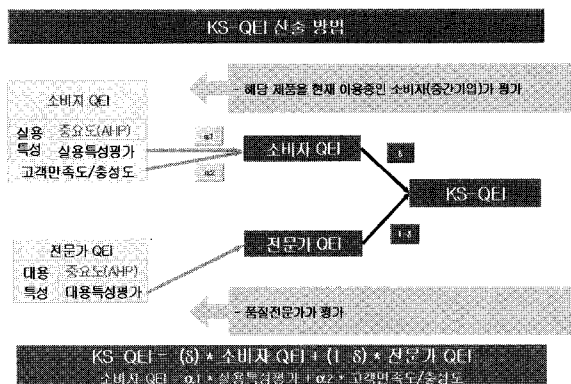 KS-QEI 산출 방법
- 해당 제품을 현재 이용중인 소비자(중간기업)가 평가
소비자 QEI
실용 중요도(AHP)
특성 실용특성평가
고객만족도/충성도
α1
α2
소비자 QEI
δ
KS-QEI
전문가 QEI
1-δ
전문가 QEI
대용 중요도(AHP)
특성 대용특성평가
- 품질전문가가 평가
KS-QEI = (δ) * 소비자 QEI + (1-δ) * 전문가 QEI
소비자 QEI = α1 * 실용특성평가 + α2 * 고객만족도/충성도